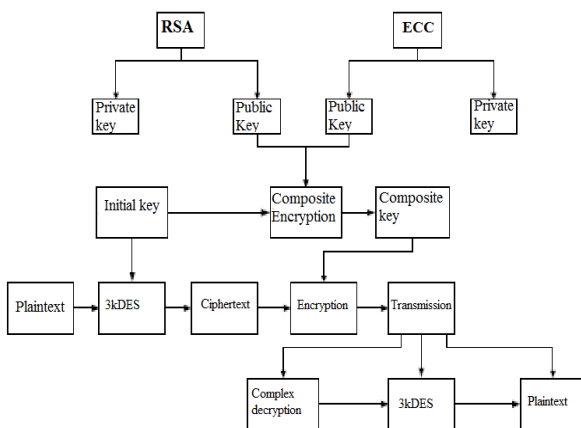 RSA
ECC
Private
key
Public
Key
Public
Key
Private
key
Initial key
Composite
Encryption
Composite
key
Plaintext
3kDES
Ciphertext
Encryption
Transmission
Complex
decryption
3kDES
Plaintext